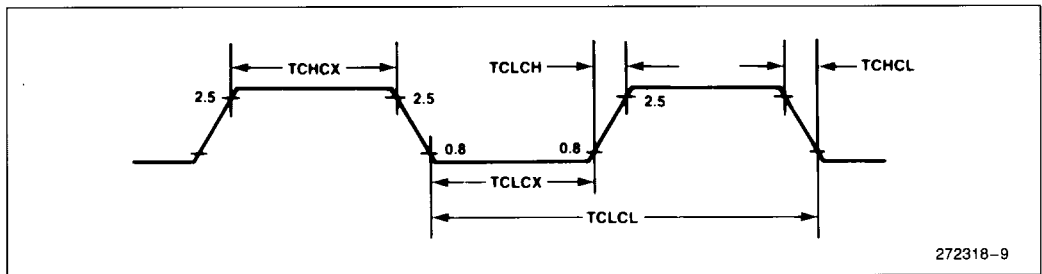 TCHCX
TCLCH
TCHCL
2.5
2.5
2.5
0.8
0.8
TCLCX
TCLCL
272318-9